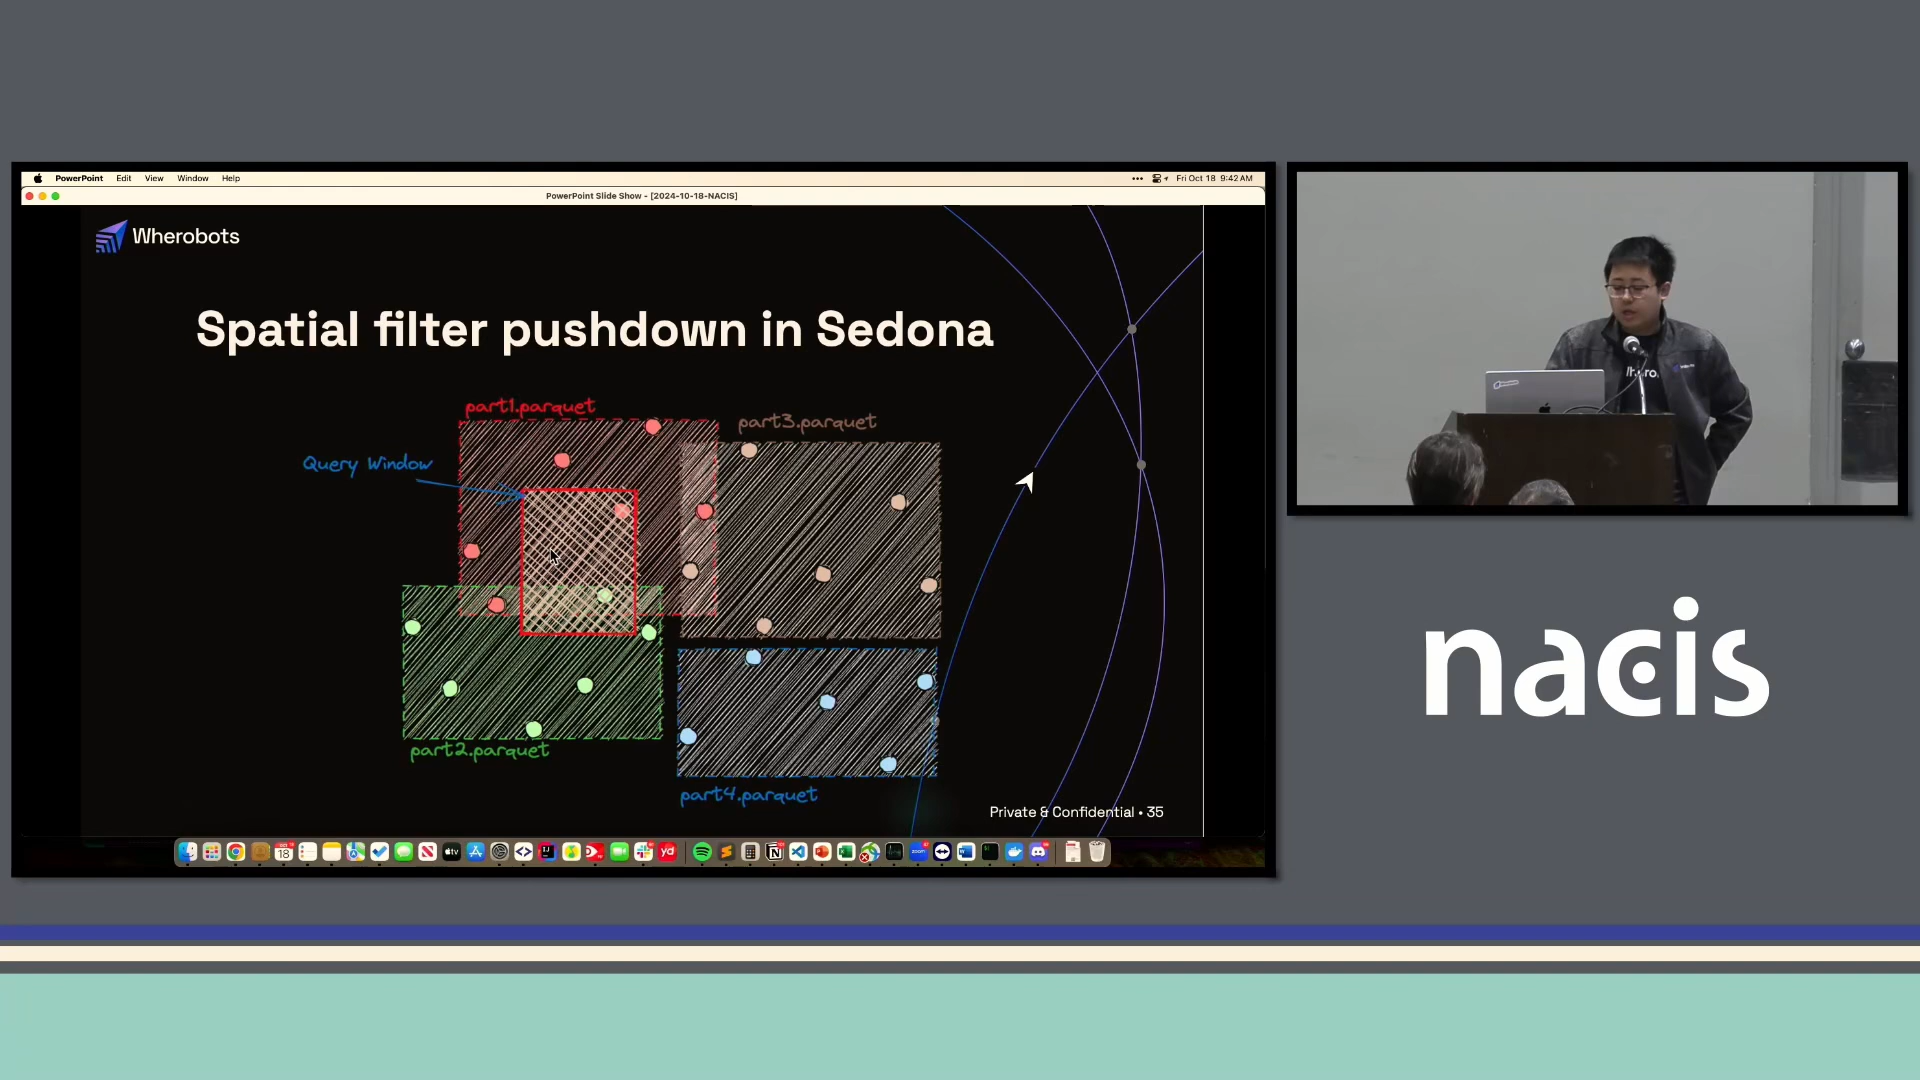 PowerPoint Edit View Window Help
Fri Oct 18 9:42 AM
PowerPoint Slide Show - [2024-10-18-NACIS]
Wherobots
Spatial filter pushdown in Sedona
part1.parquet
part3.parquet
Query Window
part2.parquet
part4.parquet
Private & Confidential • 35
nacis